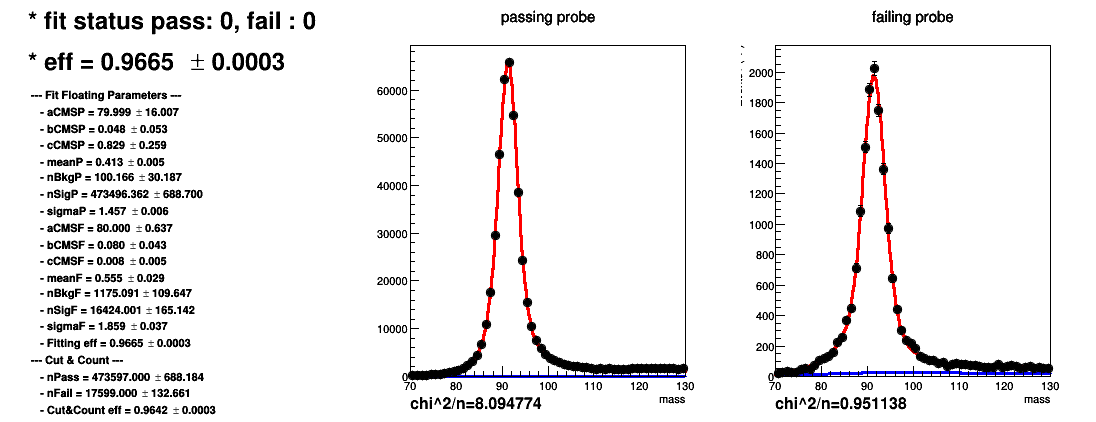 * fit status pass: 0, fail : 0
* eff = 0.9665 ± 0.0003
--- Fit Floating Parameters ---
- aCMSP = 79.999 ± 16.007
- bCMSP = 0.048 ± 0.053
- cCMSP = 0.829 ± 0.259
- meanP = 0.413 ± 0.005
- nBkgP = 100.166 ± 30.187
- nSigP = 473496.362 ± 688.700
- sigmaP = 1.457 ± 0.006
- aCMSF = 80.000 ± 0.637
- bCMSF = 0.080 ± 0.043
- cCMSF = 0.008 ± 0.005
- meanF = 0.555 ± 0.029
- nBkgF = 1175.091 ± 109.647
- nSigF = 16424.001 ± 165.142
- sigmaF = 1.859 ± 0.037
- Fitting eff = 0.9665 ± 0.0003
--- Cut & Count ---
- nPass = 473597.000 ± 688.184
- nFail = 17599.000 ± 132.661
- Cut&Count eff = 0.9642 ± 0.0003
passing probe
60000
50000
40000
30000
20000
10000
0
70 80 90 100 110 120 130
mass
chi^2/n=8.094774
failing probe
2000
1800
1600
1400
1200
1000
800
600
400
200
0
70 80 90 100 110 120 130
mass
chi^2/n=0.951138